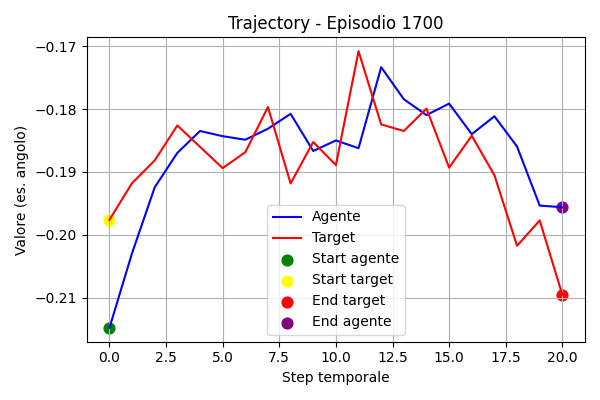 Trajectory - Episodio 1700
Valore (es. angolo)
−0.17
−0.18
−0.19
−0.20
−0.21
Agente
Target
Start agente
Start target
End target
End agente
0.0 2.5 5.0 7.5 10.0 12.5 15.0 17.5 20.0
Step temporale